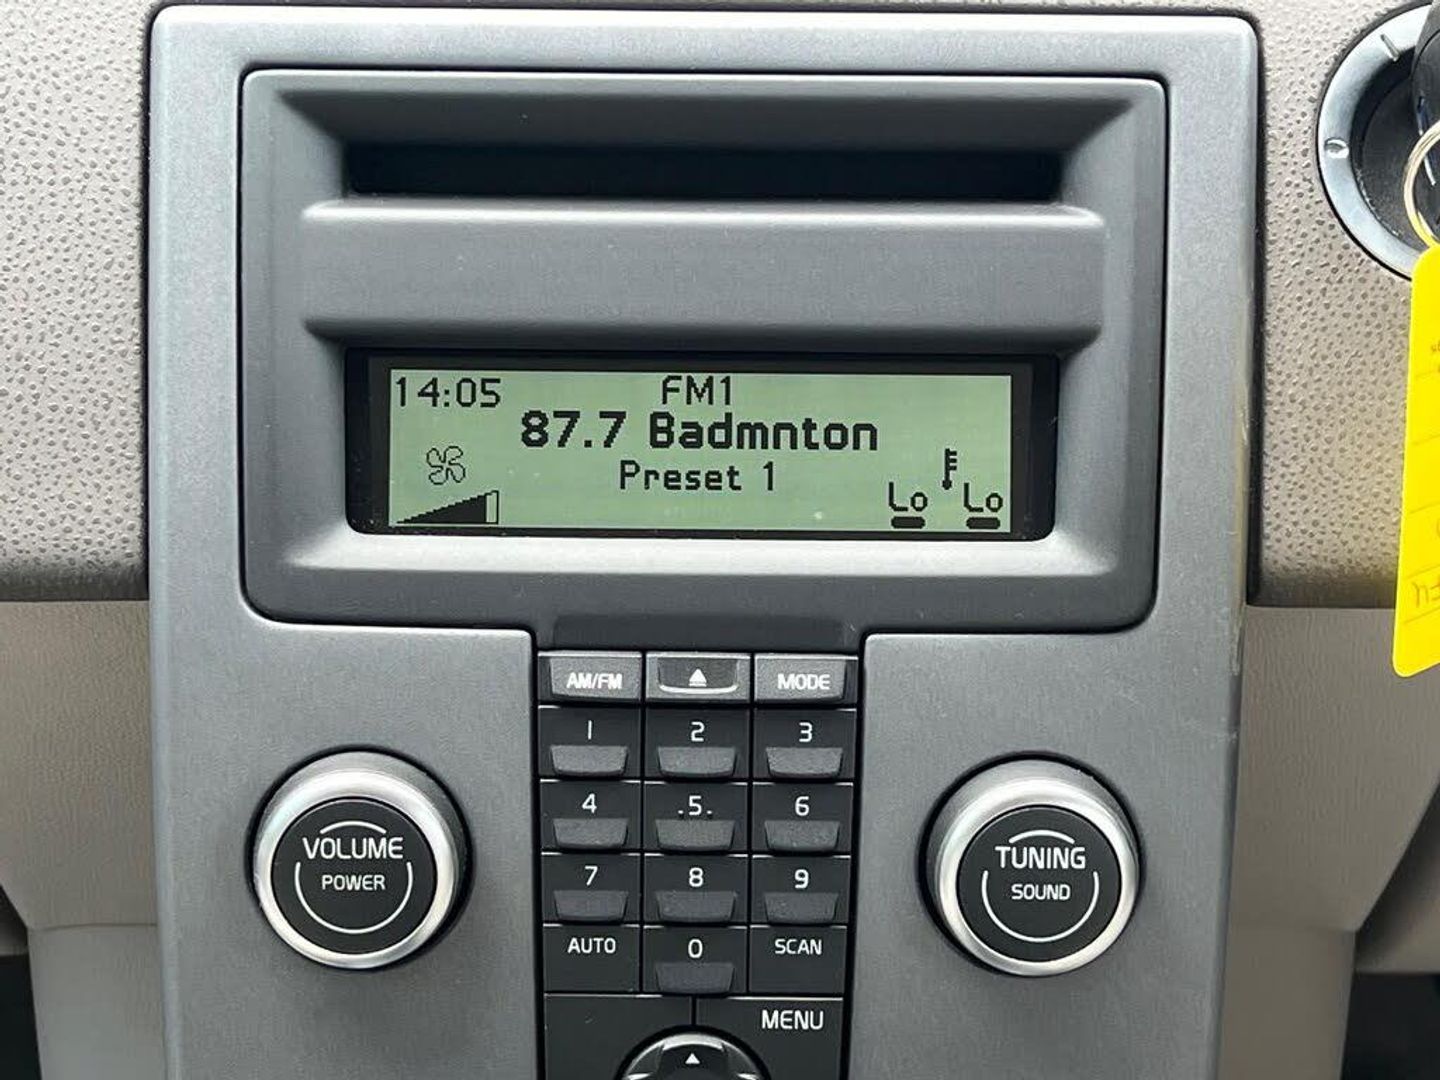 14:05 FM1
87.7 Badmnton
Preset 1
Lo Lo
AM/FM MODE
1 2 3
4 .5. 6
7 8 9
AUTO 0 SCAN
MENU
VOLUME
POWER
TUNING
SOUND